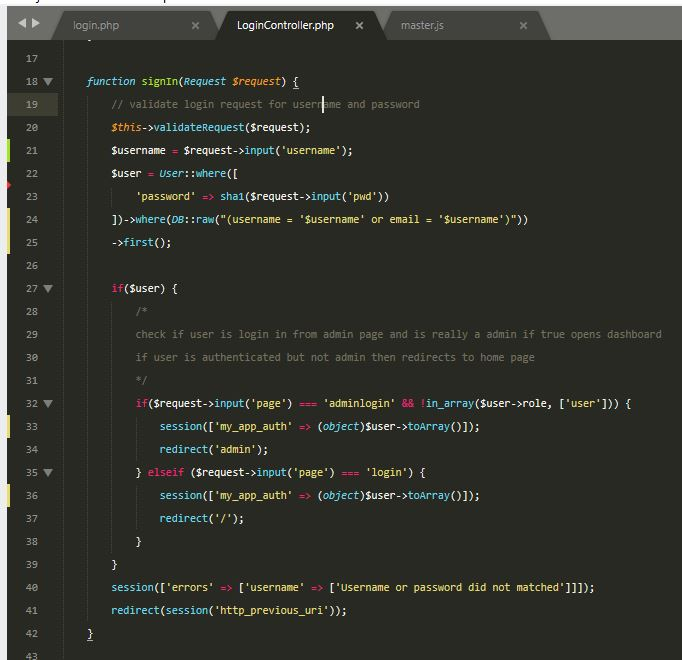 login.php × LoginController.php × master.js ×
17
18 function signIn(Request $request) {
19 // validate login request for username and password
20 $this->validateRequest($request);
21 $username = $request->input('username');
22 $user = User::where([
23 'password' => sha1($request->input('pwd'))
24 ])->where(DB::raw("(username = '$username' or email = '$username')"))
25 ->first();
26
27 if($user) {
28 /*
29 check if user is login in from admin page and is really a admin if true opens dashboard
30 if user is authenticated but not admin then redirects to home page
31 */
32 if($request->input('page') === 'adminlogin' && !in_array($user->role, ['user'])) {
33 session(['my_app_auth' => (object)$user->toArray()]);
34 redirect('admin');
35 } elseif ($request->input('page') === 'login') {
36 session(['my_app_auth' => (object)$user->toArray()]);
37 redirect('/');
38 }
39 }
40 session(['errors' => ['username' => ['Username or password did not matched']]]);
41 redirect(session('http_previous_uri'));
42 }
43